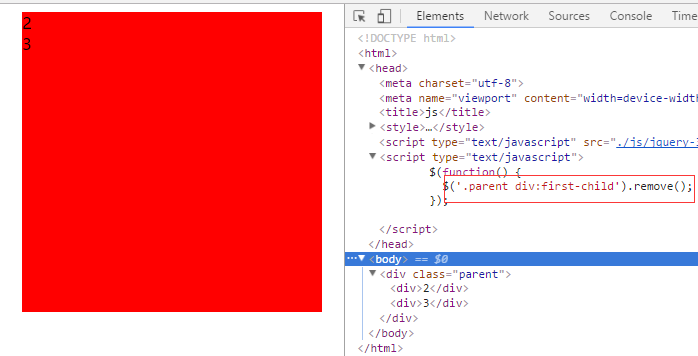 2
3
Elements Network Sources Console Time
<!DOCTYPE html>
<html>
▼<head>
<meta charset="utf-8">
<meta name="viewport" content="width=device-width
<title>js</title>
▶<style>…</style>
<script type="text/javascript" src="./js/jquery-3
▼<script type="text/javascript">
$(function() {
$('.parent div:first-child').remove();
});
</script>
</head>
…▼<body> == $0
▼<div class="parent">
<div>2</div>
<div>3</div>
</div>
</body>
</html>